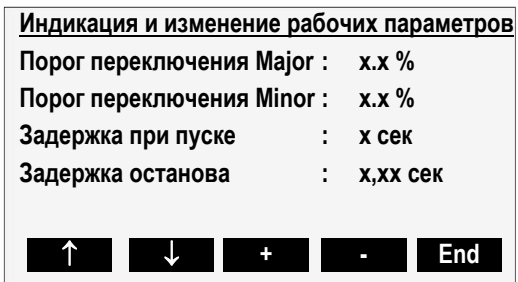 Индикация и изменение рабочих параметров
Порог переключения Major : x.x %
Порог переключения Minor : x.x %
Задержка при пуске : x сек
Задержка останова : x,xx сек
↑ ↓ + - End